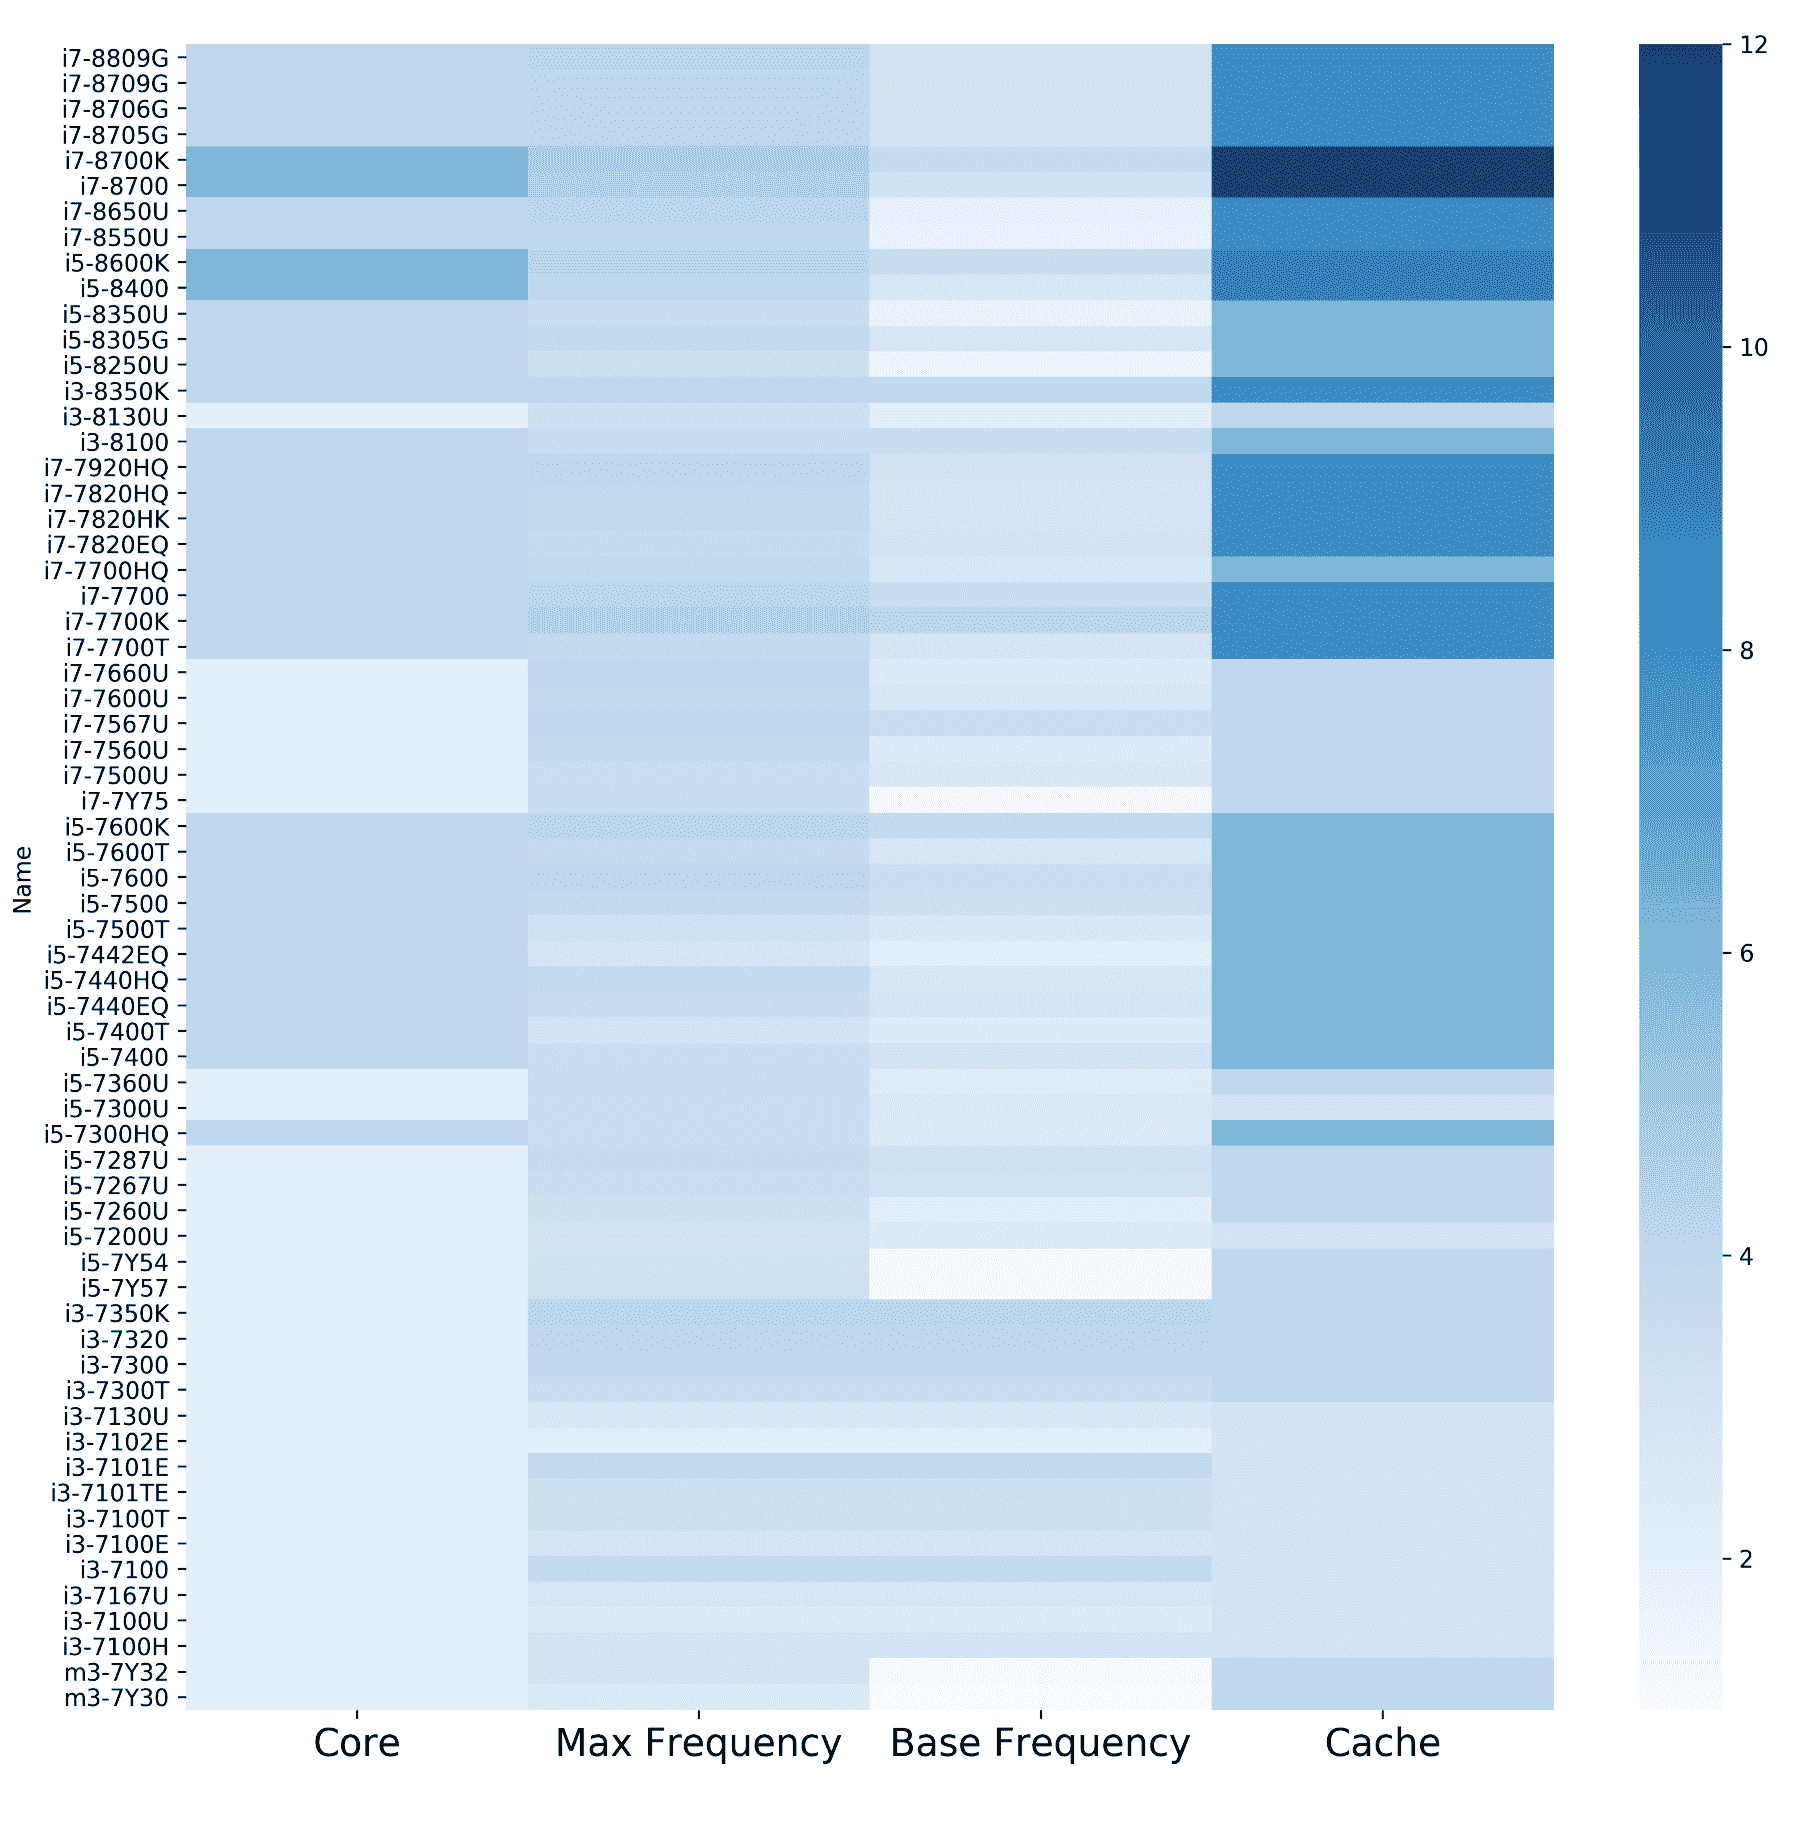 i7-8809G
i7-8709G
i7-8706G
i7-8705G
i7-8700K
i7-8700
i7-8650U
i7-8550U
i5-8600K
i5-8400
i5-8350U
i5-8305G
i5-8250U
i3-8350K
i3-8130U
i3-8100
i7-7920HQ
i7-7820HQ
i7-7820HK
i7-7820EQ
i7-7700HQ
i7-7700
i7-7700K
i7-7700T
i7-7660U
i7-7600U
i7-7567U
i7-7560U
i7-7500U
i7-7Y75
i5-7600K
i5-7600T
i5-7600
i5-7500
i5-7500T
i5-7442EQ
i5-7440HQ
i5-7440EQ
i5-7400T
i5-7400
i5-7360U
i5-7300U
i5-7300HQ
i5-7287U
i5-7267U
i5-7260U
i5-7200U
i5-7Y54
i5-7Y57
i3-7350K
i3-7320
i3-7300
i3-7300T
i3-7130U
i3-7102E
i3-7101E
i3-7101TE
i3-7100T
i3-7100E
i3-7100
i3-7167U
i3-7100U
i3-7100H
m3-7Y32
m3-7Y30
Name
Core
Max Frequency
Base Frequency
Cache
12
10
8
6
4
2